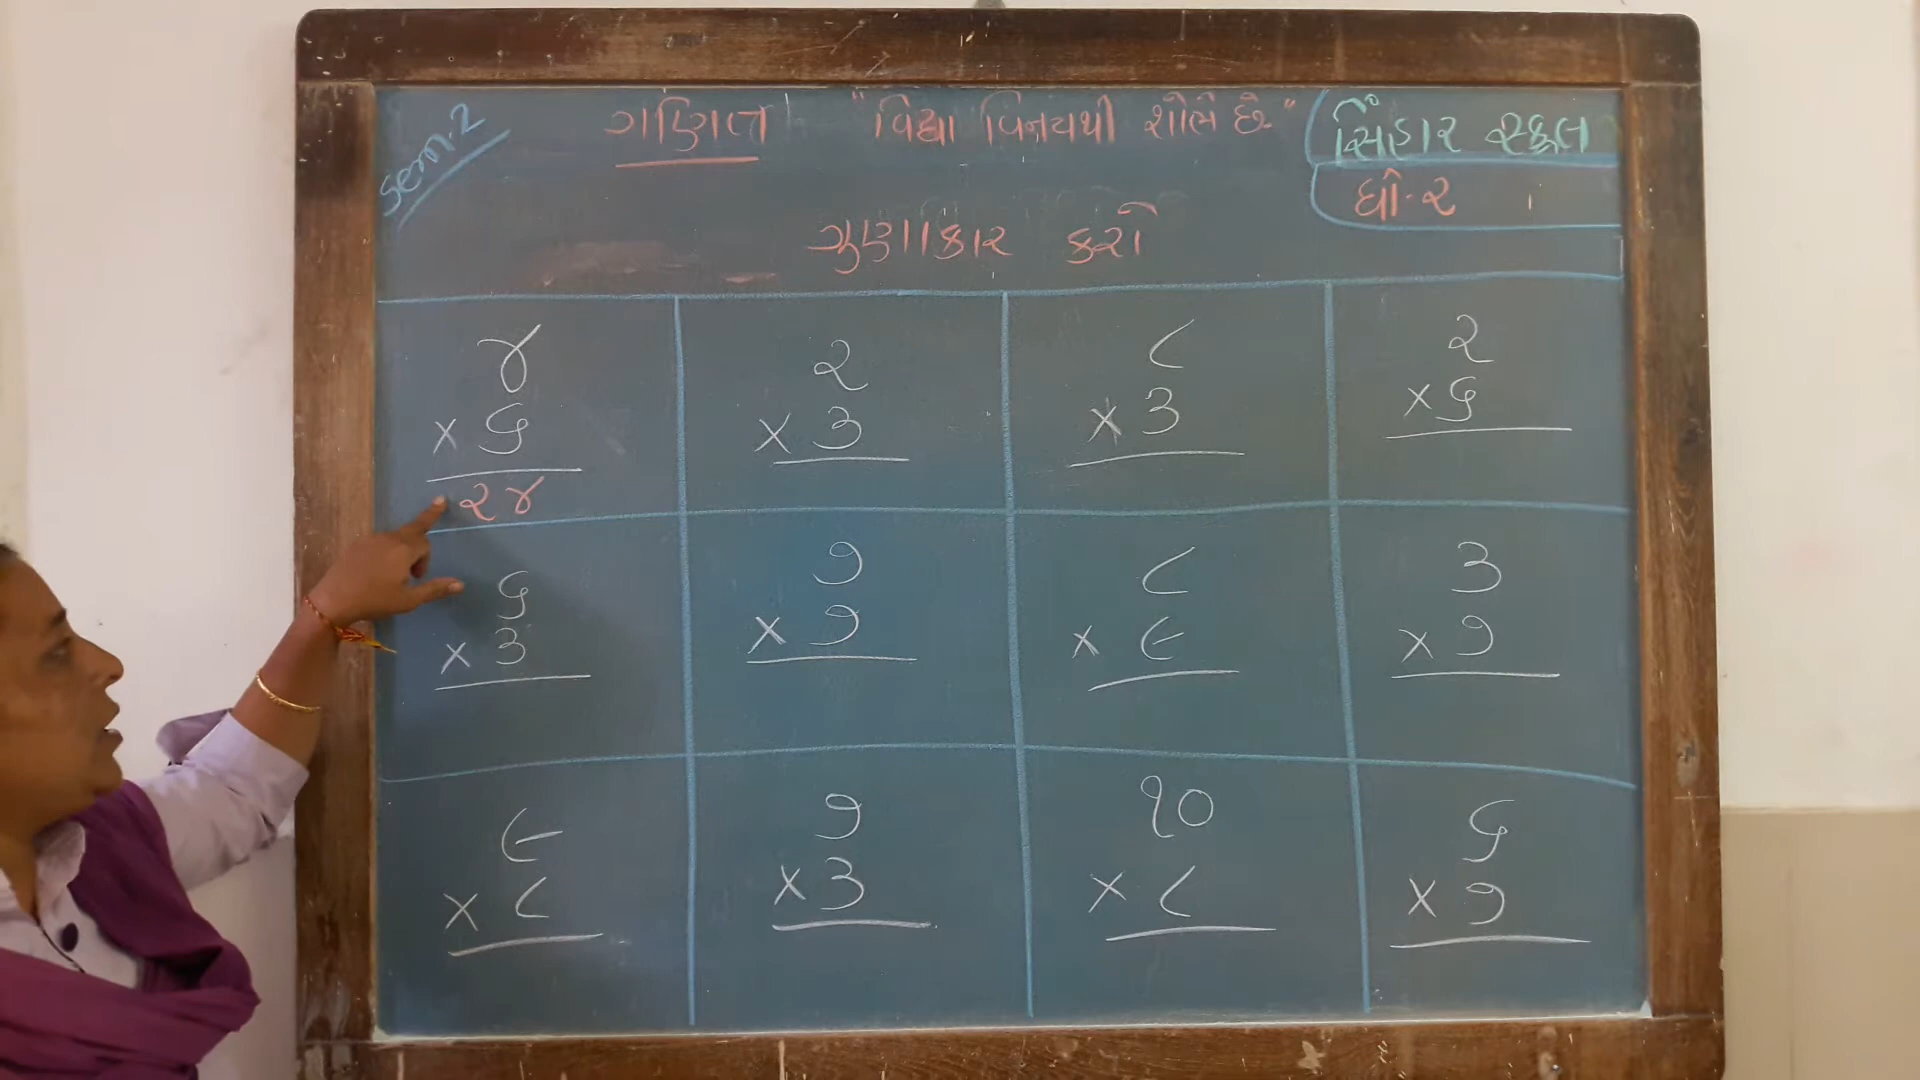 sem.2
ગણિત "વિદ્યા વિનયથી શોભે છે" સિંહાર સ્કૂલ
ધો.૨
ગુણાકાર કરો
૪ ૨ ૮ ૨
× ૬ × ૩ × ૩ × ૬
૨૪
૬ ૭ ૮ ૩
× ૩ × ૭ × ૯ × ૭
૯ ૭ ૧૦ ૬
× ૮ × ૩ × ૮ × ૭